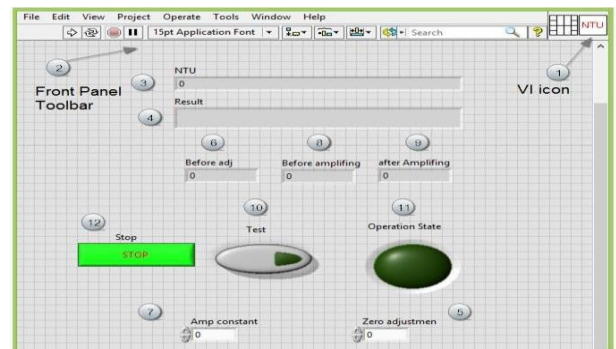 File Edit View Project Operate Tools Window Help
15pt Application Font Search ? NTU
2 NTU 1
Front Panel 3 0 VI icon
Toolbar Result
4
6 8 9
Before adj Before amplifing after Amplifing
0 0 0
10 11
12 Test Operation State
Stop
STOP
7 5
Amp constant Zero adjustmen
0 0